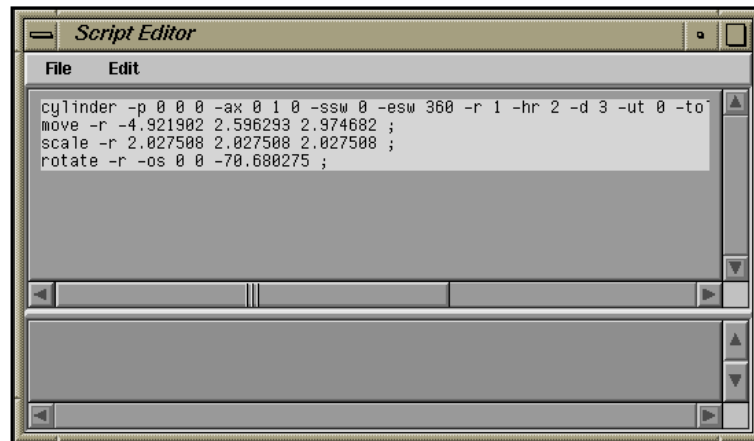 Script Editor
File Edit
cylinder -p 0 0 0 -ax 0 1 0 -ssw 0 -esw 360 -r 1 -hr 2 -d 3 -ut 0 -to
move -r -4.921902 2.596293 2.974682 ;
scale -r 2.027508 2.027508 2.027508 ;
rotate -r -os 0 0 -70.680275 ;